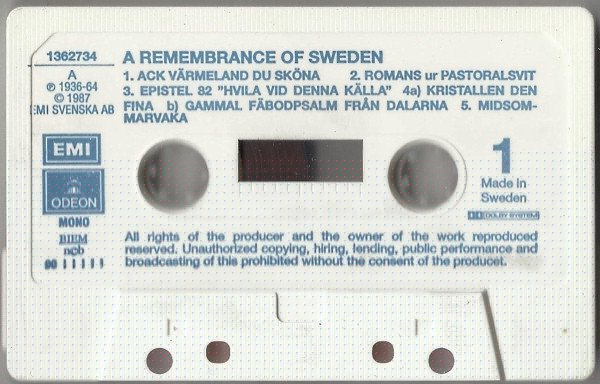 1362734
A REMEMBRANCE OF SWEDEN
A
℗ 1936-64
© 1987
EMI SVENSKA AB
1. ACK VÄRMELAND DU SKÖNA 2. ROMANS ur PASTORALSVIT
3. EPISTEL 82 "HVILA VID DENNA KÄLLA" 4a) KRISTALLEN DEN
FINA b) GAMMAL FÄBODPSALM FRÅN DALARNA 5. MIDSOM-
MARVAKA
EMI
ODEON
MONO
BIEM
ncb
1
Made in
Sweden
DOLBY SYSTEM
All rights of the producer and the owner of the work reproduced
reserved. Unauthorized copying, hiring, lending, public performance and
broadcasting of this prohibited without the consent of the producer.